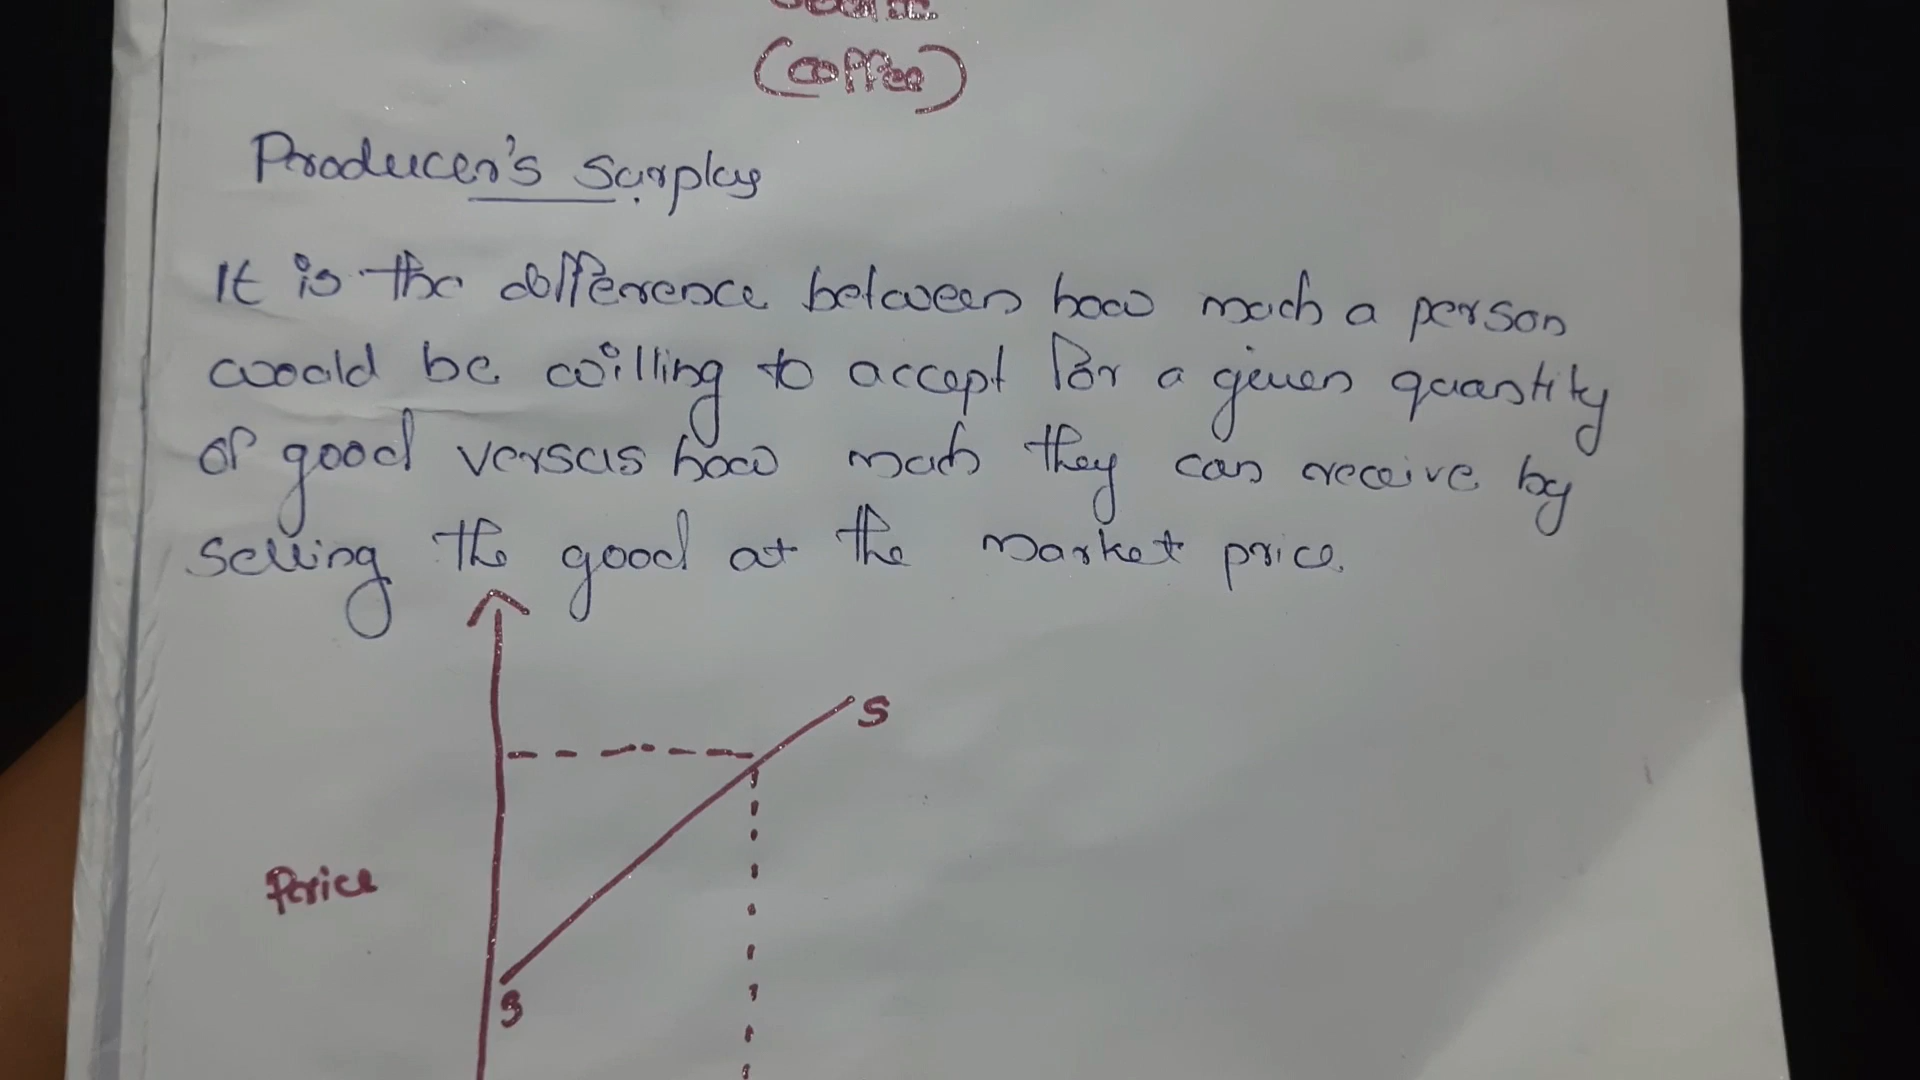 (coffee)
Producer's Surplus
It is the difference between how much a person
would be willing to accept for a given quantity
of good versus how much they can receive by
selling the good at the market price.
S
Price
S